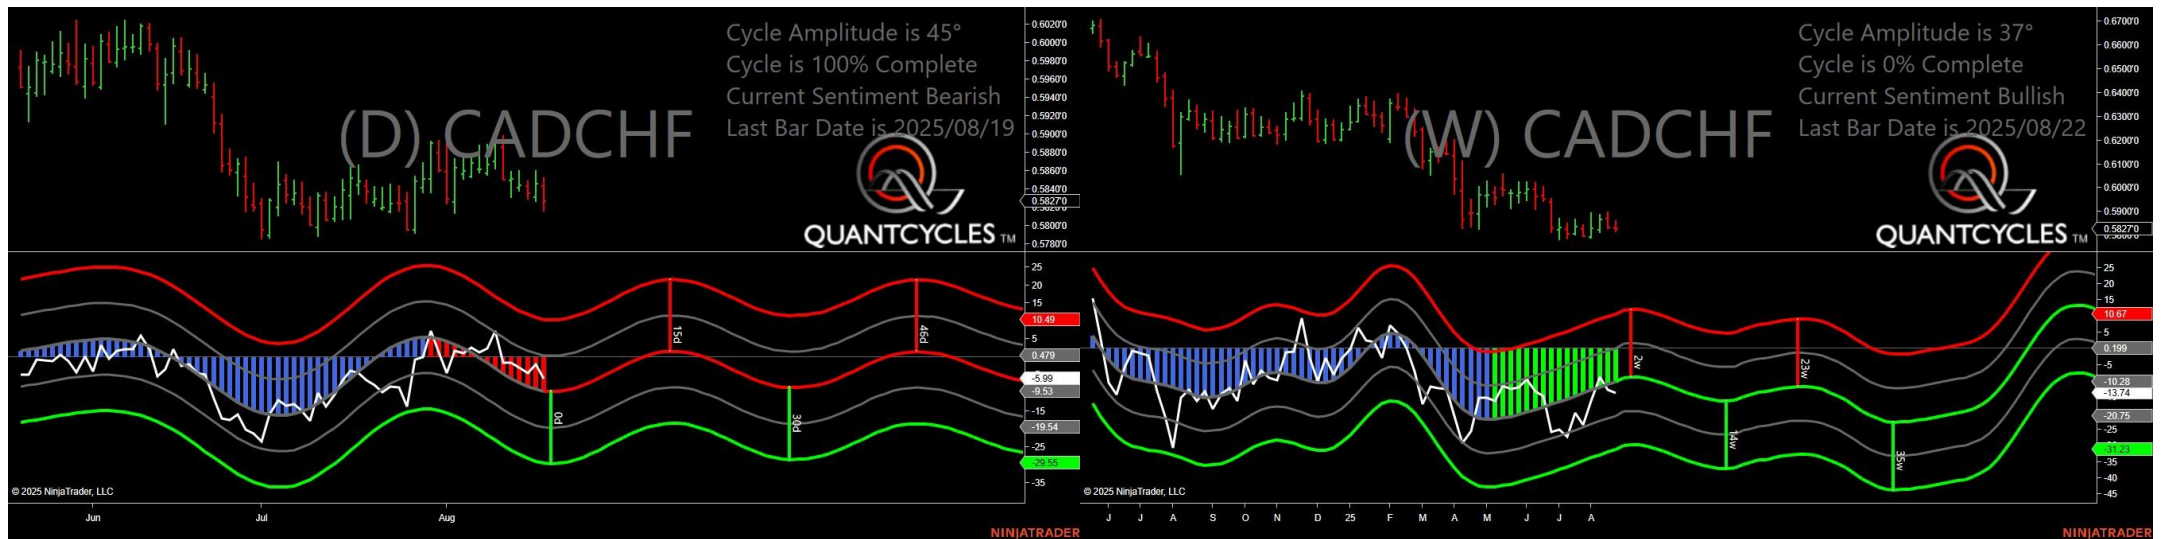 (D) CADCHF
Cycle Amplitude is 45°
Cycle is 100% Complete
Current Sentiment Bearish
Last Bar Date is 2025/08/19
QUANTCYCLES TM
0.6020'0
0.6000'0
0.5980'0
0.5960'0
0.5940'0
0.5920'0
0.5900'0
0.5880'0
0.5860'0
0.5840'0
0.5827'0
0.5800'0
0.5780'0
25
20
15
10.49
5
0.479
-5.99
-9.53
-15
-19.54
-25
-29.55
-35
15d
46d
0d
30d
© 2025 NinjaTrader, LLC
Jun
Jul
Aug
NINJATRADER
(W) CADCHF
Cycle Amplitude is 37°
Cycle is 0% Complete
Current Sentiment Bullish
Last Bar Date is 2025/08/22
QUANTCYCLES TM
0.6700'0
0.6600'0
0.6500'0
0.6400'0
0.6300'0
0.6200'0
0.6100'0
0.6000'0
0.5900'0
0.5827'0
25
20
15
10.67
5
0.199
-5
-10.28
-13.74
-20.75
-25
-31.23
-35
-40
-45
2w
23w
14w
35w
© 2025 NinjaTrader, LLC
J
J
A
S
O
N
D
25
F
M
A
M
J
J
A
NINJATRADER